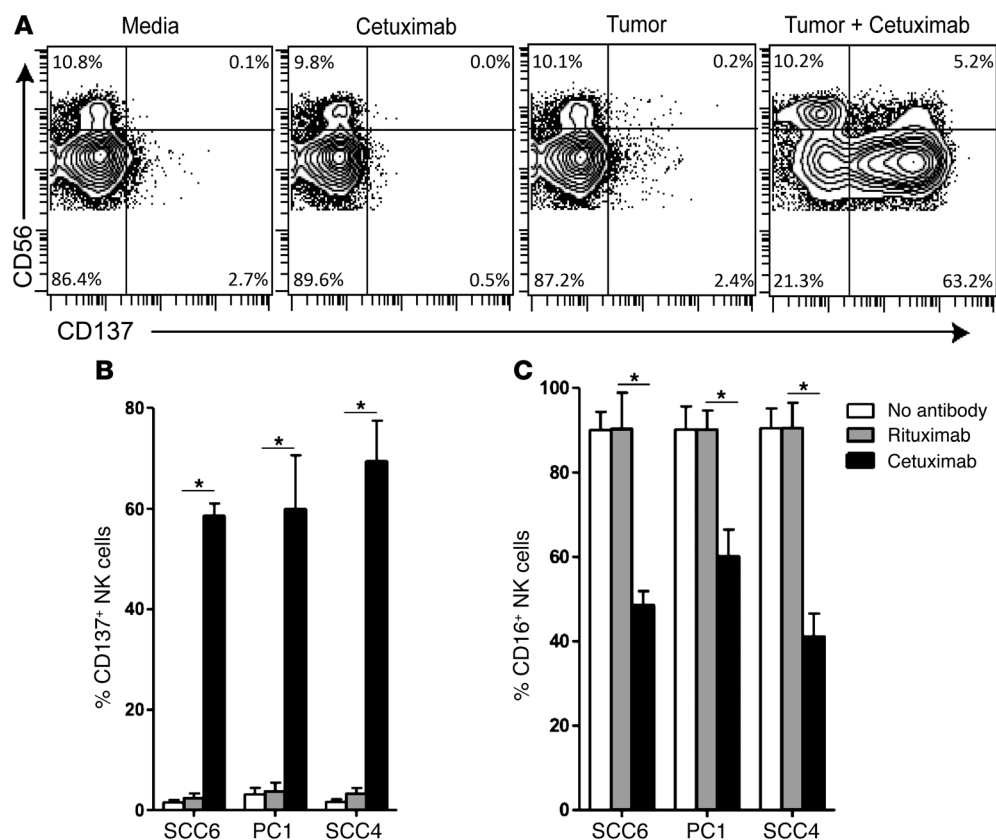 A
Media
Cetuximab
Tumor
Tumor + Cetuximab
10.8%
0.1%
9.8%
0.0%
10.1%
0.2%
10.2%
5.2%
CD56
86.4%
2.7%
89.6%
0.5%
87.2%
2.4%
21.3%
63.2%
CD137
B
80
60
40
20
0
% CD137+ NK cells
*
*
*
SCC6
PC1
SCC4
C
100
80
60
40
20
0
% CD16+ NK cells
*
*
*
SCC6
PC1
SCC4
No antibody
Rituximab
Cetuximab